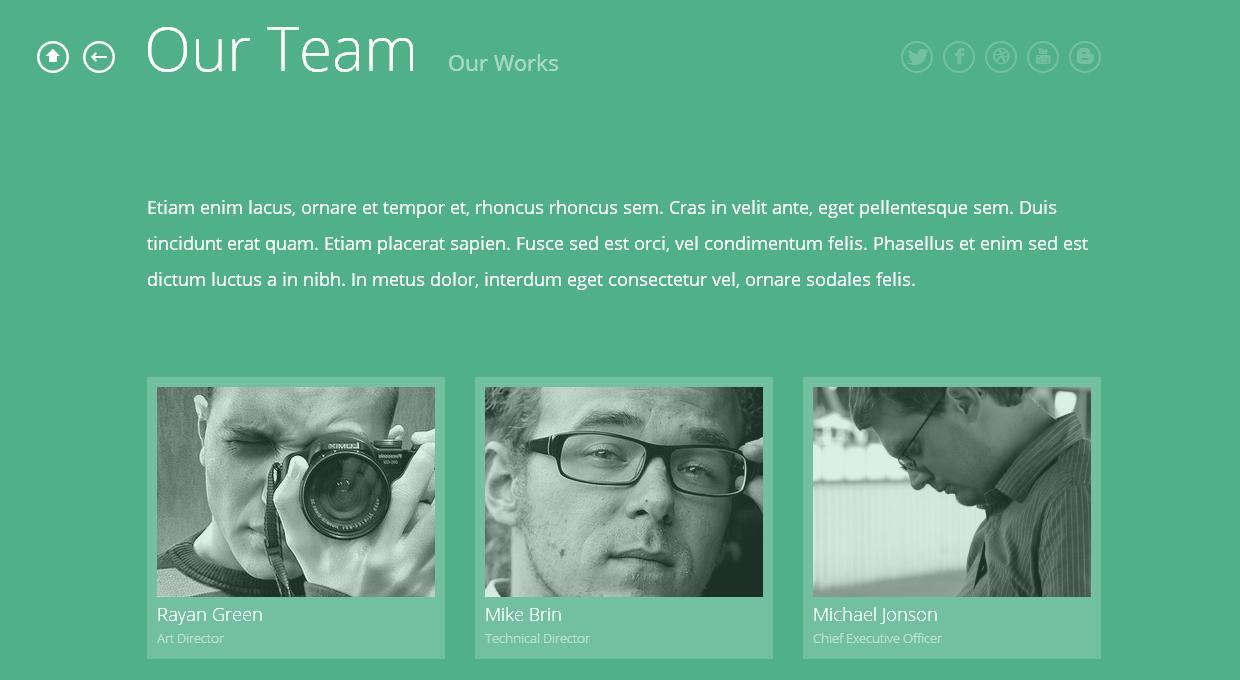 Our Team Our Works
Etiam enim lacus, ornare et tempor et, rhoncus rhoncus sem. Cras in velit ante, eget pellentesque sem. Duis
tincidunt erat quam. Etiam placerat sapien. Fusce sed est orci, vel condimentum felis. Phasellus et enim sed est
dictum luctus a in nibh. In metus dolor, interdum eget consectetur vel, ornare sodales felis.
Rayan Green
Art Director
Mike Brin
Technical Director
Michael Jonson
Chief Executive Officer